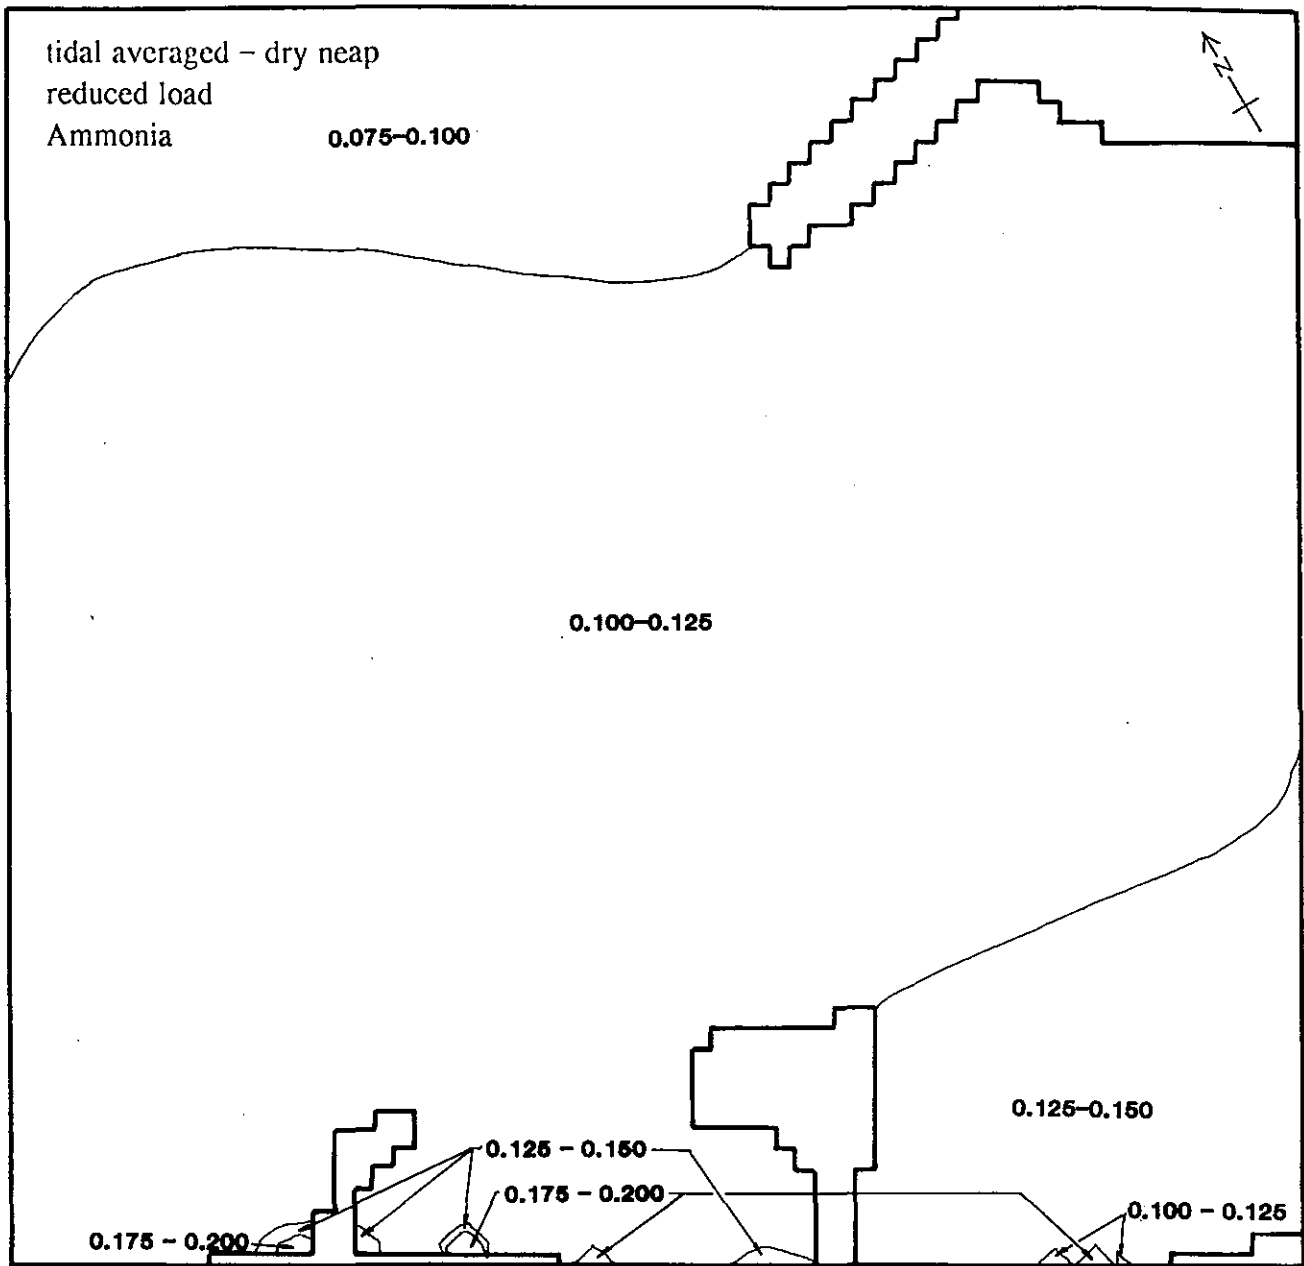 tidal averaged – dry neap
reduced load
Ammonia
0.075–0.100
N
0.100–0.125
0.125–0.150
0.125 – 0.150
0.175 – 0.200
0.100 – 0.125
0.175 – 0.200